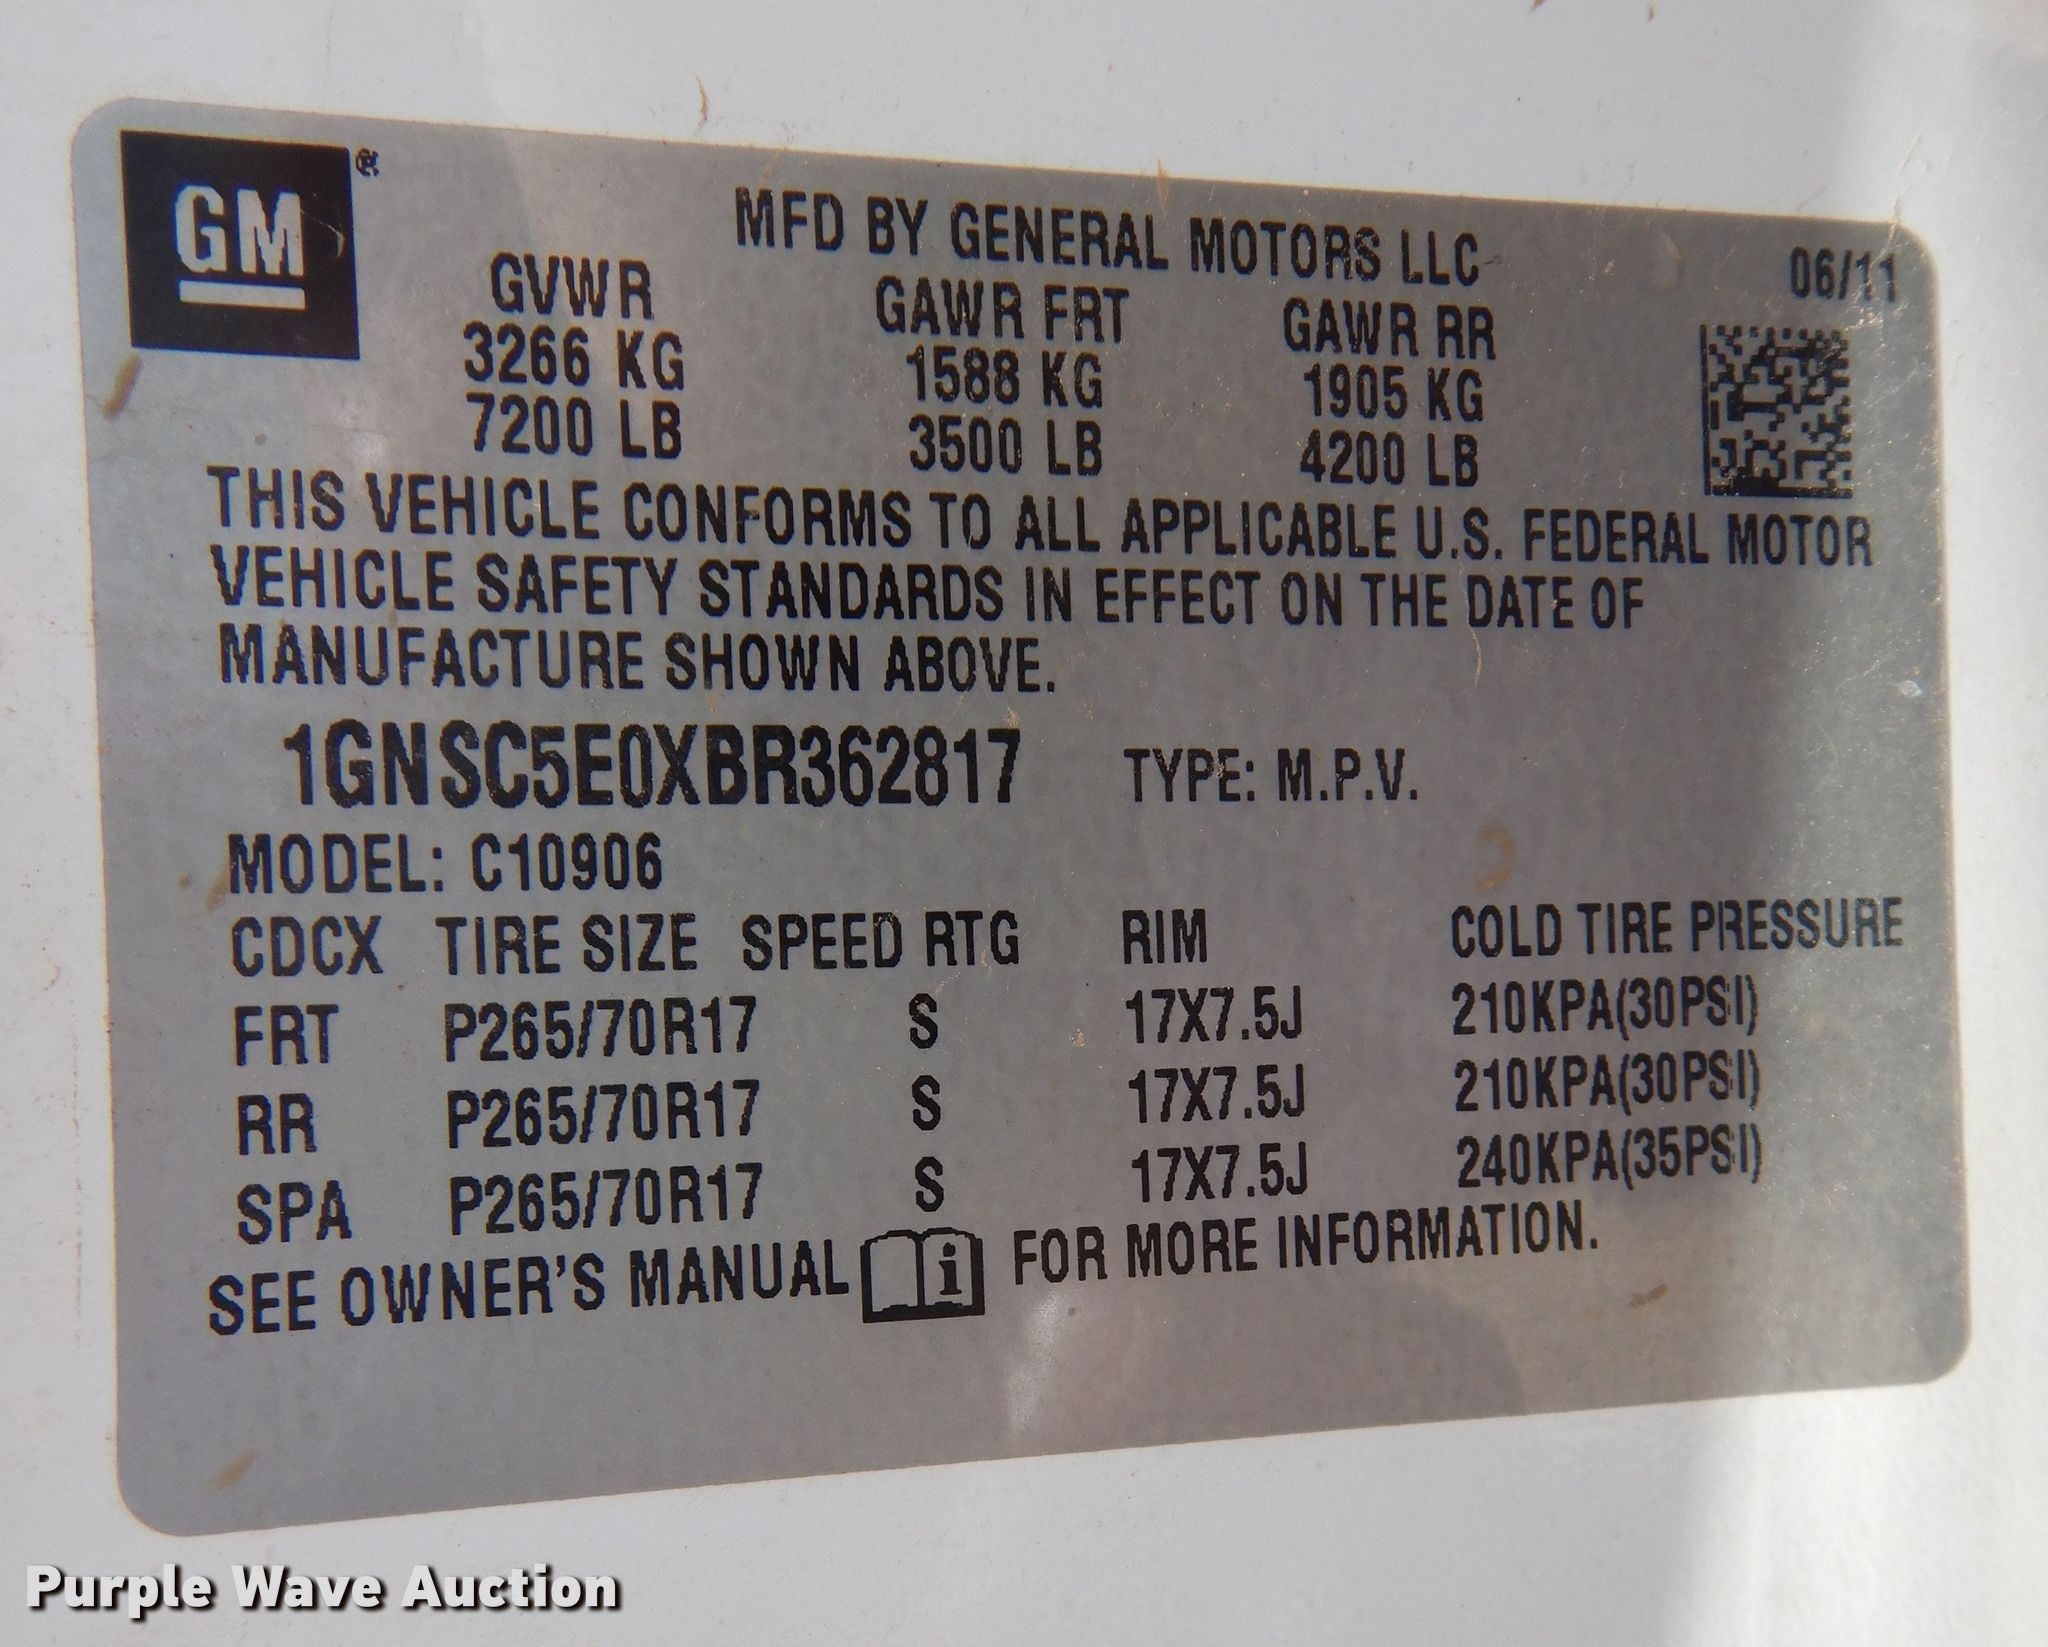 GM®
MFD BY GENERAL MOTORS LLC
06/11
GVWR GAWR FRT GAWR RR
3266 KG 1588 KG 1905 KG
7200 LB 3500 LB 4200 LB
THIS VEHICLE CONFORMS TO ALL APPLICABLE U.S. FEDERAL MOTOR
VEHICLE SAFETY STANDARDS IN EFFECT ON THE DATE OF
MANUFACTURE SHOWN ABOVE.
1GNSC5E0XBR362817 TYPE: M.P.V.
MODEL: C10906
CDCX TIRE SIZE SPEED RTG RIM COLD TIRE PRESSURE
FRT P265/70R17 S 17X7.5J 210KPA(30PSI)
RR P265/70R17 S 17X7.5J 210KPA(30PSI)
SPA P265/70R17 S 17X7.5J 240KPA(35PSI)
SEE OWNER'S MANUAL i FOR MORE INFORMATION.
Purple Wave Auction